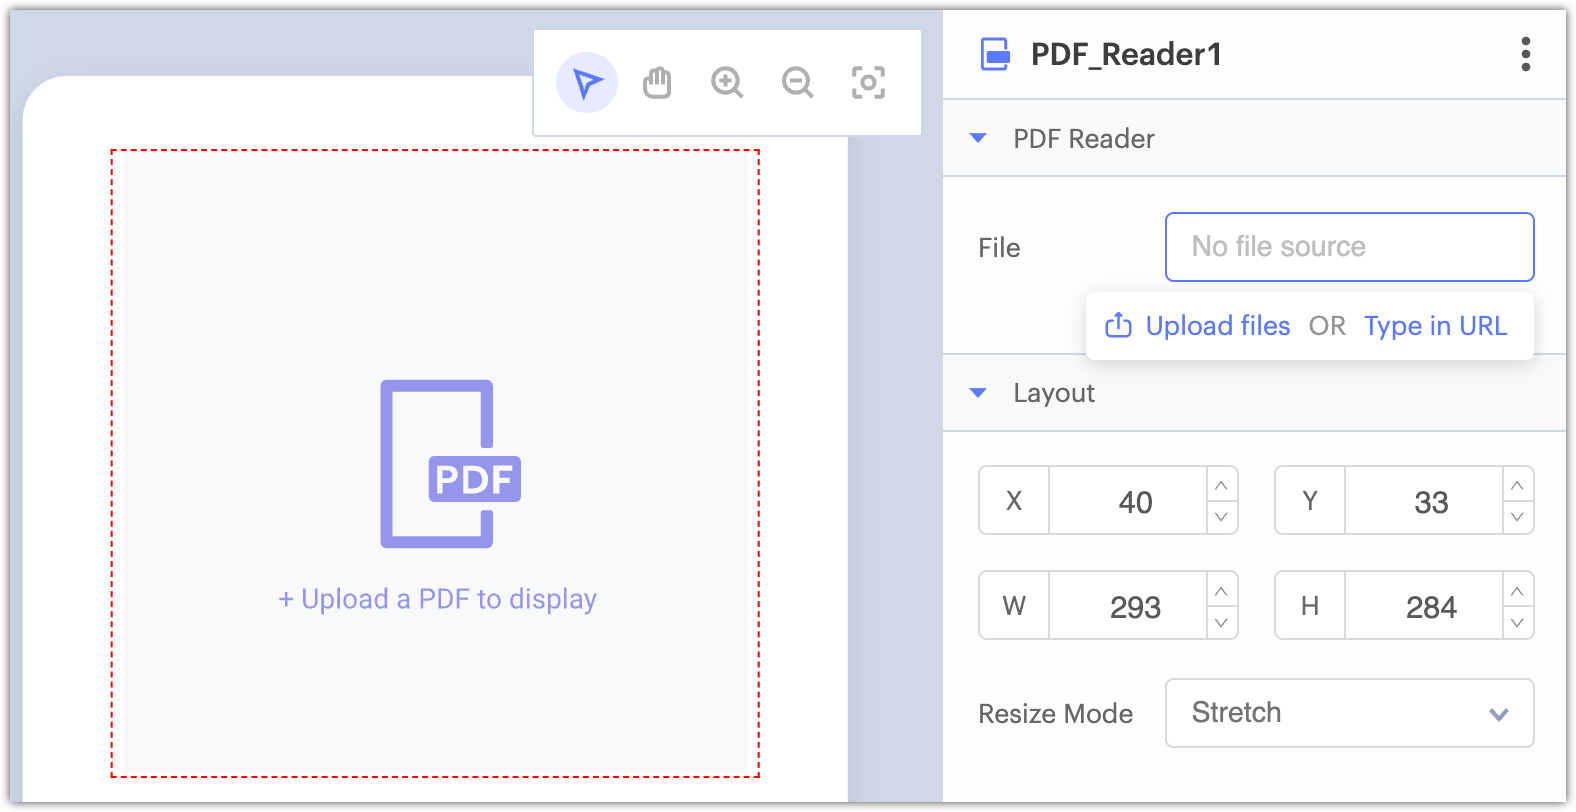 PDF_Reader1
PDF Reader
File No file source
Upload files OR Type in URL
Layout
X 40 Y 33
W 293 H 284
Resize Mode Stretch
PDF
+ Upload a PDF to display